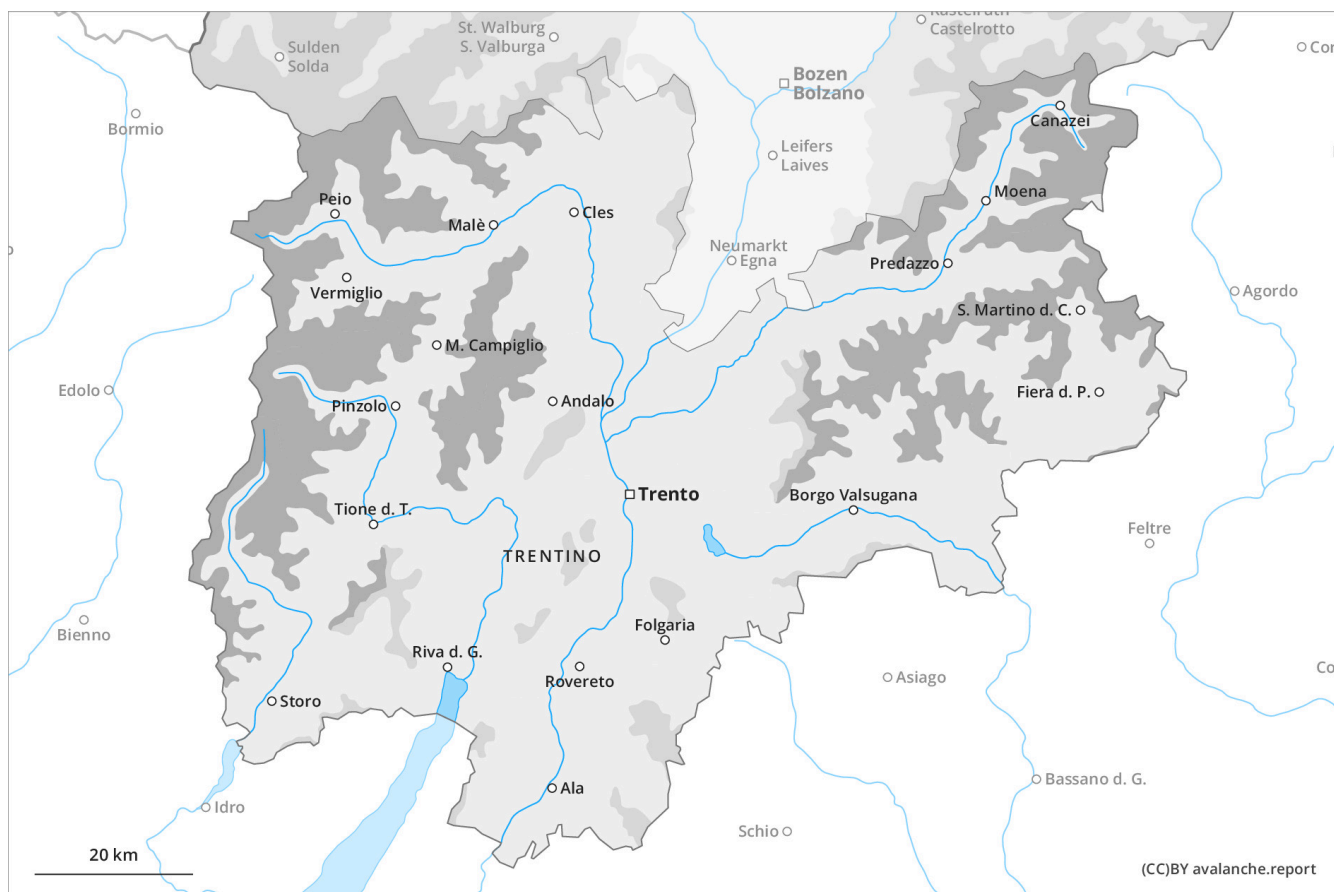 Kastelruth
Castelrotto
St. Walburg
S. Valburga
Sulden
Solda
Bozen
Bolzano
Bormio
Canazei
Leifers
Laives
Moena
Peio
Malè
Cles
Neumarkt
Egna
Predazzo
Vermiglio
Agordo
S. Martino d. C.
M. Campiglio
Edolo
Pinzolo
Andalo
Fiera d. P.
Trento
Borgo Valsugana
Tione d. T.
Feltre
TRENTINO
Bienno
Folgaria
Riva d. G.
Rovereto
Asiago
Storo
Ala
Bassano d. G.
Idro
Schio
20 km
(CC)BY avalanche.report